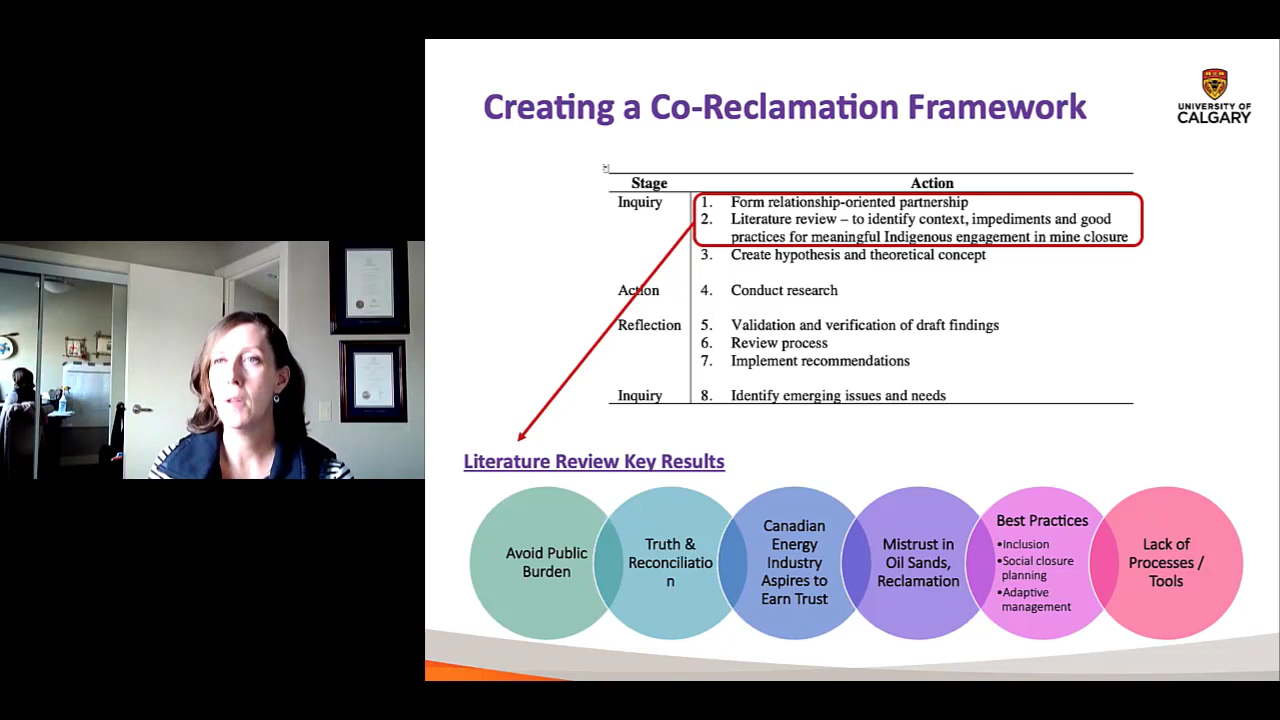 Creating a Co-Reclamation Framework
UNIVERSITY OF
CALGARY
Stage Action
Inquiry 1. Form relationship-oriented partnership
2. Literature review – to identify context, impediments and good
practices for meaningful Indigenous engagement in mine closure
3. Create hypothesis and theoretical concept
Action 4. Conduct research
Reflection 5. Validation and verification of draft findings
6. Review process
7. Implement recommendations
Inquiry 8. Identify emerging issues and needs
Literature Review Key Results
Avoid Public
Burden
Truth &
Reconciliatio
n
Canadian
Energy
Industry
Aspires to
Earn Trust
Mistrust in
Oil Sands,
Reclamation
Best Practices
•Inclusion
•Social closure
planning
•Adaptive
management
Lack of
Processes /
Tools